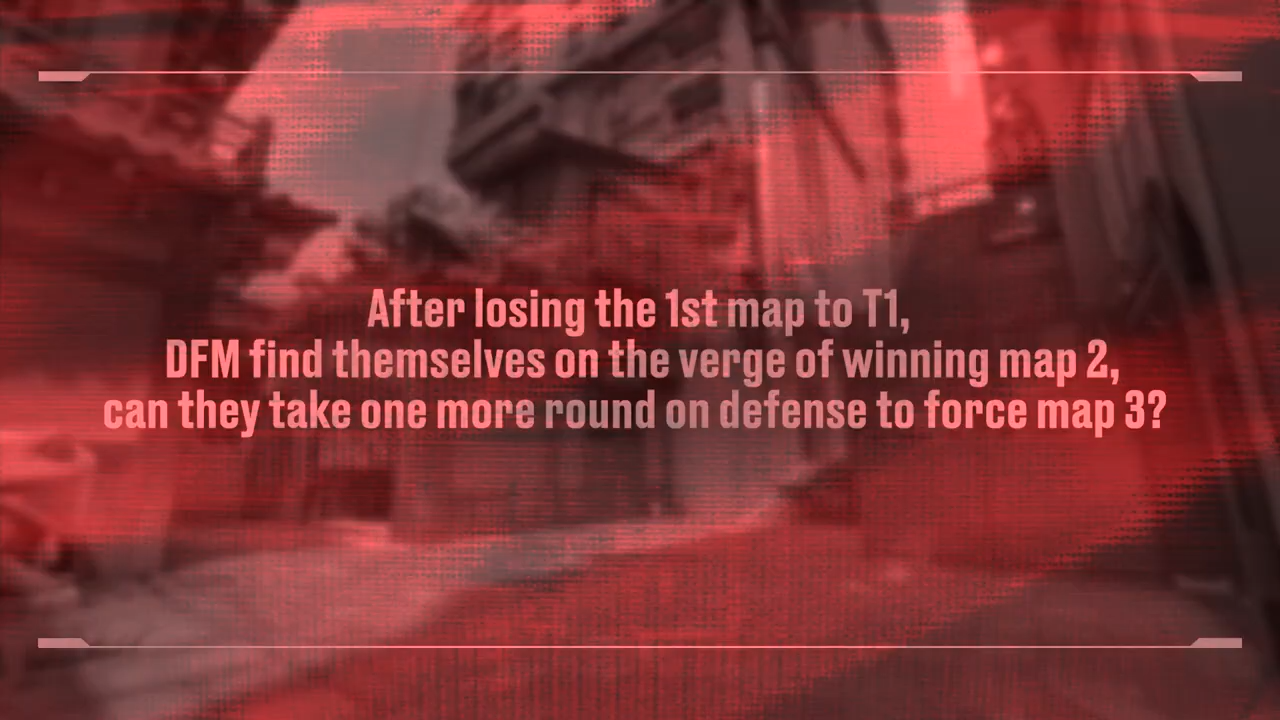 After losing the 1st map to T1,
DFM find themselves on the verge of winning map 2,
can they take one more round on defense to force map 3?